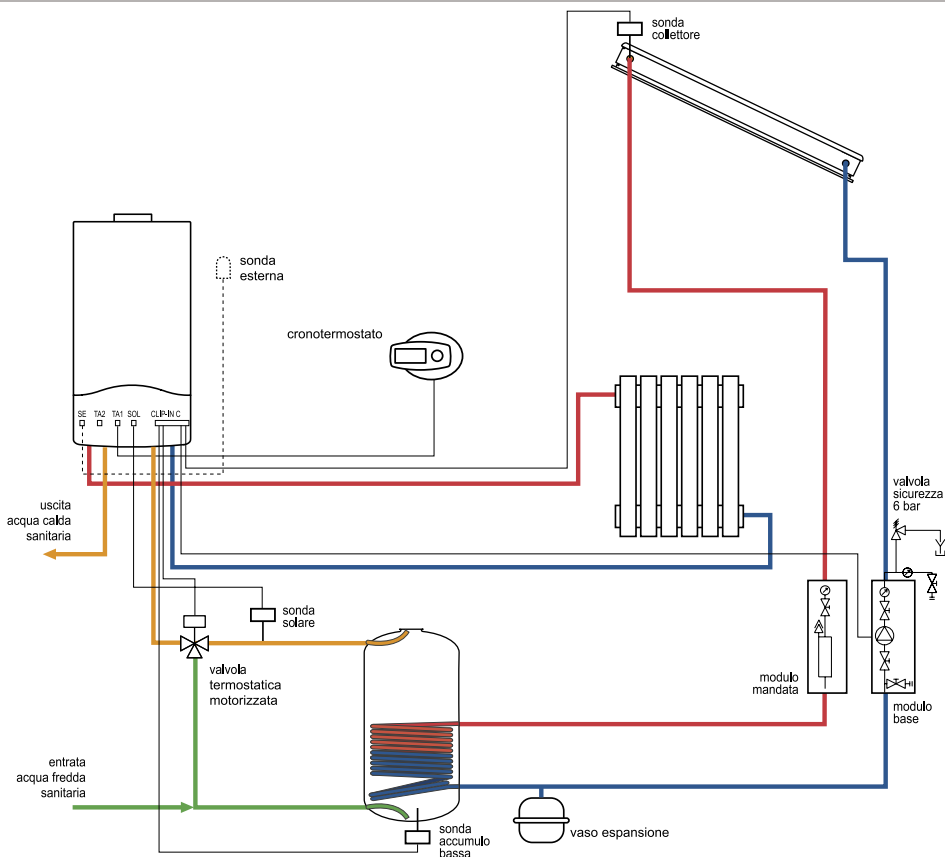 sonda
collettore
sonda
esterna
cronotermostato
SE TA2 TA1 SOL CLIP-IN C
uscita
acqua calda
sanitaria
valvola
sicurezza
6 bar
sonda
solare
valvola
termostatica
motorizzata
modulo
mandata
modulo
base
entrata
acqua fredda
sanitaria
sonda
accumulo
bassa
vaso espansione